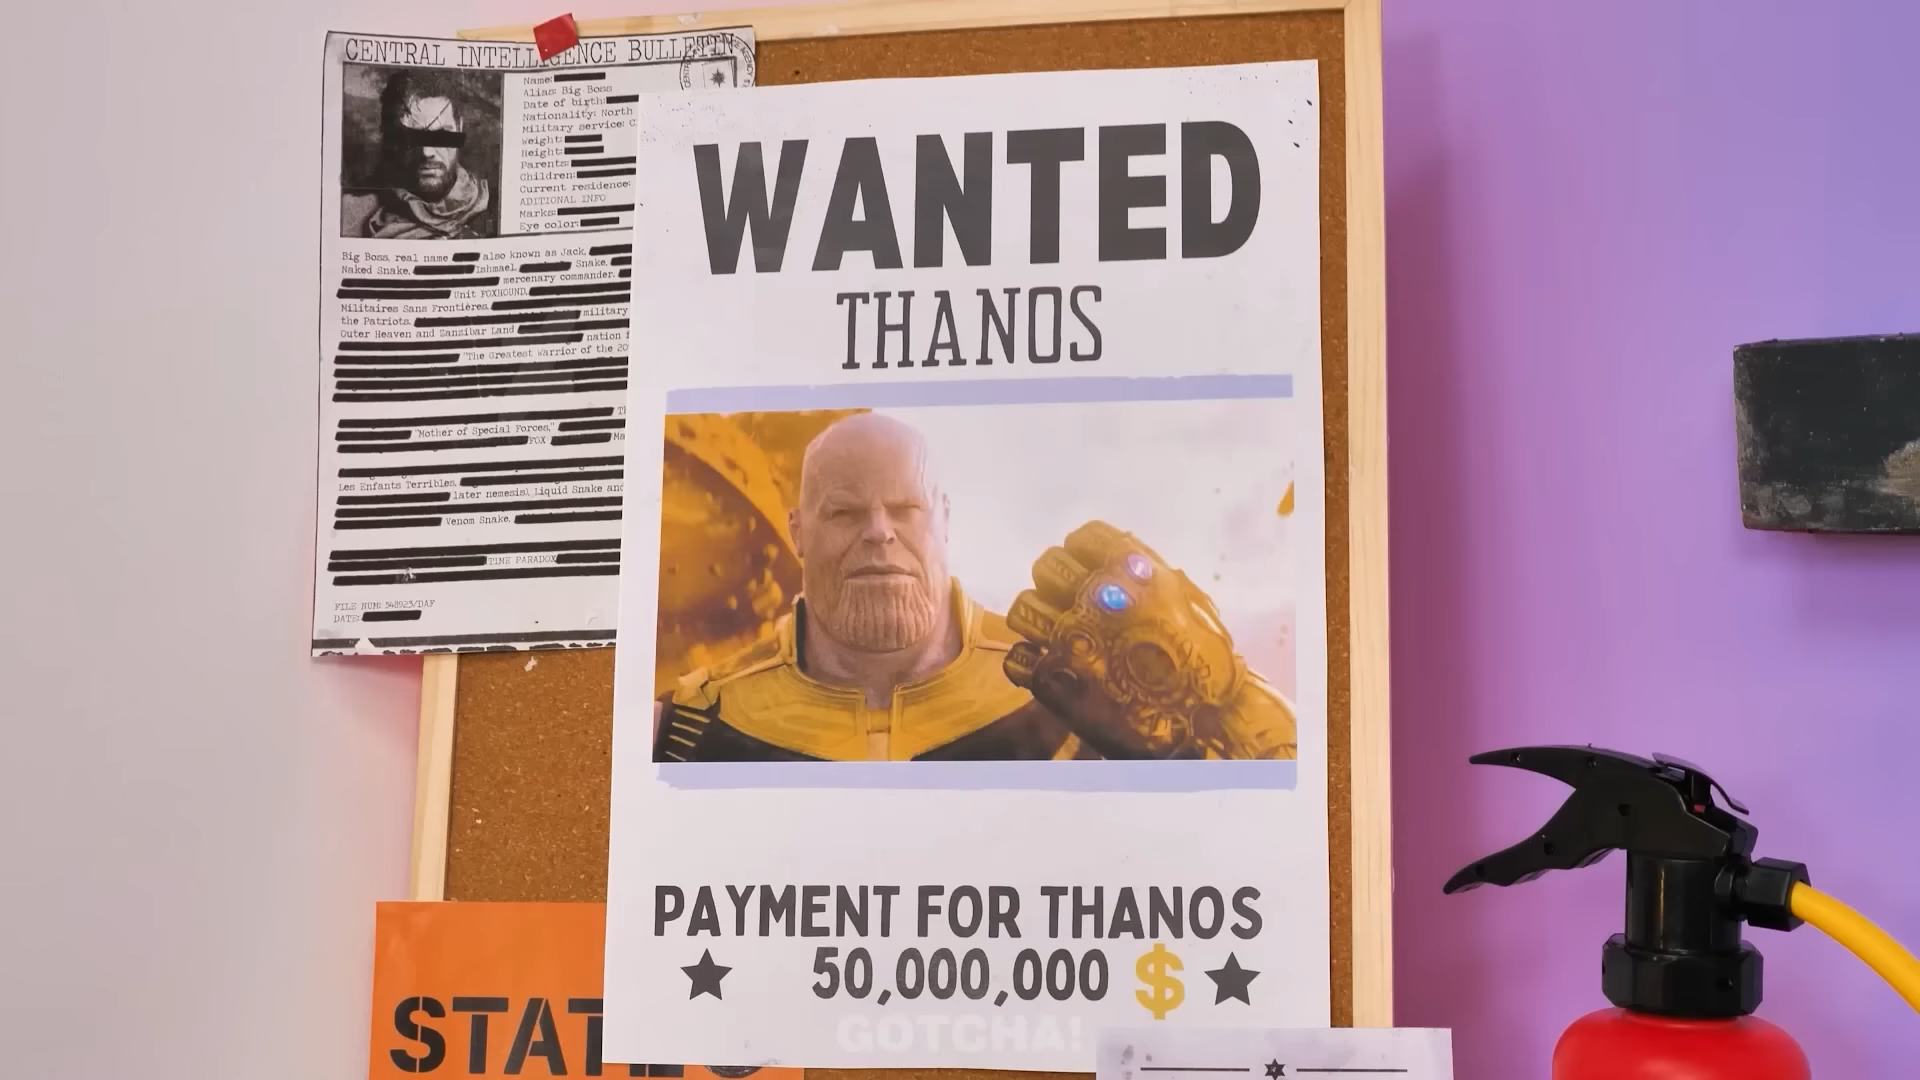 CENTRAL INTELLIGENCE BULLETIN
Name:
Alias: Big Boss
Date of birth:
Nationality: North
Military service: C
Weight:
Height:
Parents:
Children:
Current residence:
ADITIONAL INFO
Marks:
Eye color:
Big Boss, real name also known as Jack,
Naked Snake, Ishmael, Snake,
mercenary commander.
Unit FOXHOUND,
Militaires Sans Frontières, military
the Patriots.
Outer Heaven and Zanzibar Land
nation
"The Greatest Warrior of the 20
"Mother of Special Forces,"
FOX Ma
Les Enfants Terribles,
later nemesis), Liquid Snake and
Venom Snake,
TIME PARADOX
FILE NUM: 548923/DAF
DATE:
WANTED
THANOS
PAYMENT FOR THANOS
50,000,000 $
GOTCHA!